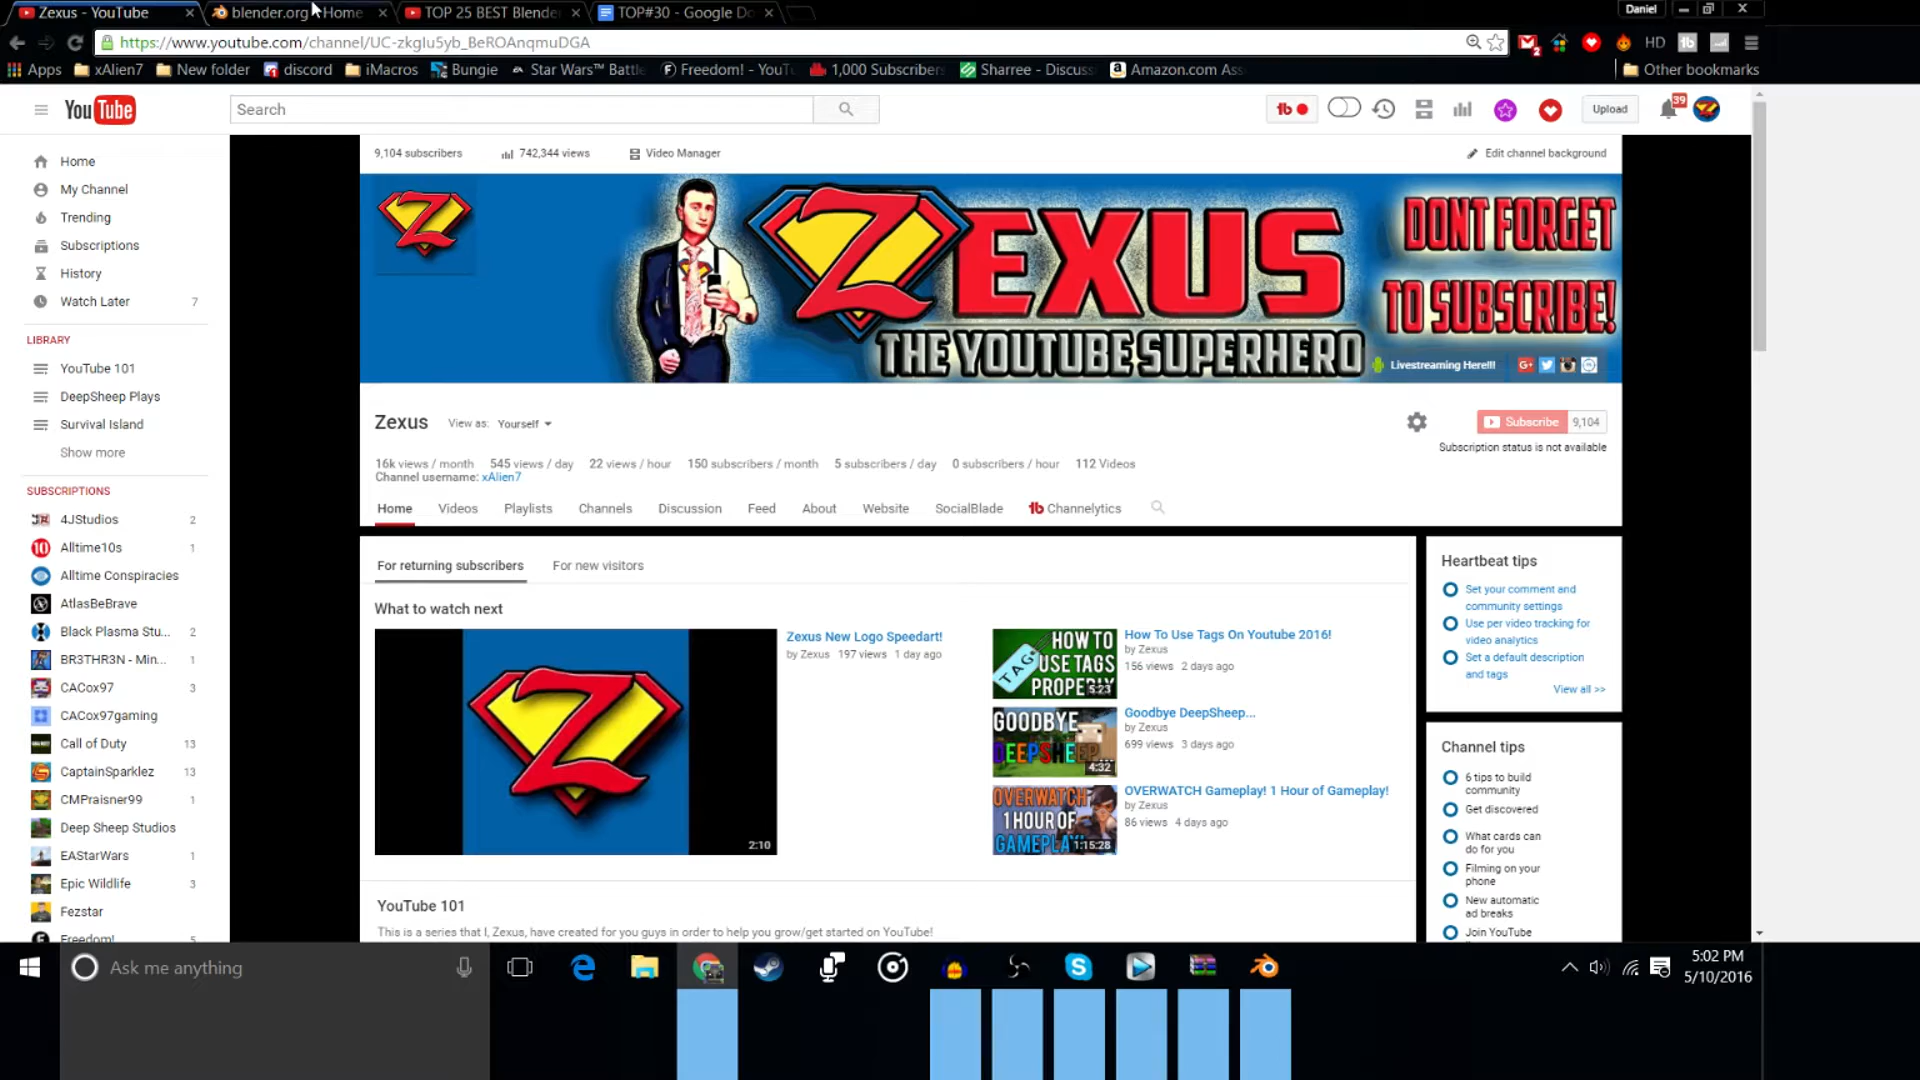 Zexus - YouTube
blender.org - Home
TOP 25 BEST Blende
TOP#30 - Google Do
Daniel
https://www.youtube.com/channel/UC-zkgIu5yb_BeROAnqmuDGA
2
HD
tb
Apps
xAlien7
New folder
discord
iMacros
Bungie
Star Wars™ Battle
Freedom! - YouT
1,000 Subscribers
Sharree - Discuss
Amazon.com Ass
Other bookmarks
YouTube
Search
tb
Upload
39
9,104 subscribers
742,344 views
Video Manager
Edit channel background
ZEXUS
THE YOUTUBE SUPERHERO
DONT FORGET
TO SUBSCRIBE!
Livestreaming Here!!!
Home
My Channel
Trending
Subscriptions
History
Watch Later 7
LIBRARY
YouTube 101
DeepSheep Plays
Survival Island
Show more
SUBSCRIPTIONS
4JStudios 2
Alltime10s 1
Alltime Conspiracies
AtlasBeBrave
Black Plasma Stu... 2
BR3THR3N - Min... 1
CACox97 3
CACox97gaming
Call of Duty 13
CaptainSparklez 13
CMPraisner99 1
Deep Sheep Studios
EAStarWars 1
Epic Wildlife 3
Fezstar
Freedom! 5
Zexus
View as: Yourself
Subscribe 9,104
Subscription status is not available
16k views / month 545 views / day 22 views / hour 150 subscribers / month 5 subscribers / day 0 subscribers / hour 112 Videos
Channel username: xAlien7
Home Videos Playlists Channels Discussion Feed About Website SocialBlade tb Channelytics
For returning subscribers
For new visitors
What to watch next
Z
2:10
Zexus New Logo Speedart!
by Zexus 197 views 1 day ago
HOW TO
USE TAGS
PROPERLY
TAG
5:23
How To Use Tags On Youtube 2016!
by Zexus
156 views 2 days ago
GOODBYE
DEEPSHEEP
4:32
Goodbye DeepSheep...
by Zexus
699 views 3 days ago
OVERWATCH
1 HOUR OF
GAMEPLAY!
1:15:28
OVERWATCH Gameplay! 1 Hour of Gameplay!
by Zexus
86 views 4 days ago
YouTube 101
This is a series that I, Zexus, have created for you guys in order to help you grow/get started on YouTube!
Heartbeat tips
Set your comment and
community settings
Use per video tracking for
video analytics
Set a default description
and tags
View all >>
Channel tips
6 tips to build
community
Get discovered
What cards can
do for you
Filming on your
phone
New automatic
ad breaks
Join YouTube
Ask me anything
5:02 PM
5/10/2016